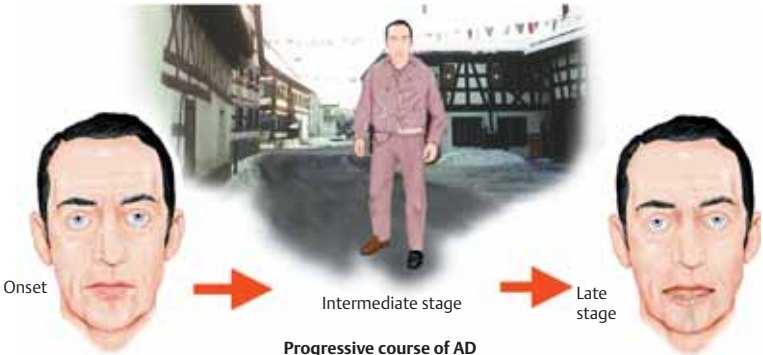 Onset
Intermediate stage
Late
stage
Progressive course of AD